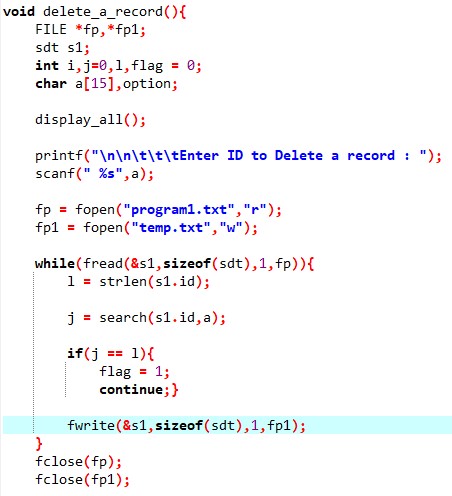 void delete_a_record(){
    FILE *fp,*fp1;
    sdt s1;
    int i,j=0,l,flag = 0;
    char a[15],option;

    display_all();

    printf("\n\n\t\t\tEnter ID to Delete a record : ");
    scanf(" %s",a);

    fp = fopen("program1.txt","r");
    fp1 = fopen("temp.txt","w");

    while(fread(&s1,sizeof(sdt),1,fp)){
        l = strlen(s1.id);

        j = search(s1.id,a);

        if(j == l){
            flag = 1;
            continue;}

        fwrite(&s1,sizeof(sdt),1,fp1);
    }
    fclose(fp);
    fclose(fp1);